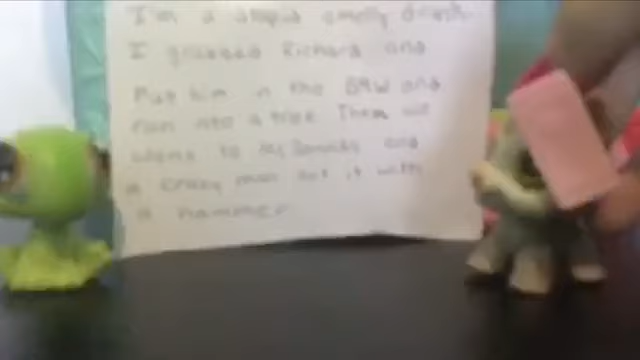 I'm a stupid smelly
I grabbed Richard and
Put him in the BMW and
ran into a tree Then we
went to McDonalds and
a crazy man hit it with
a hammer